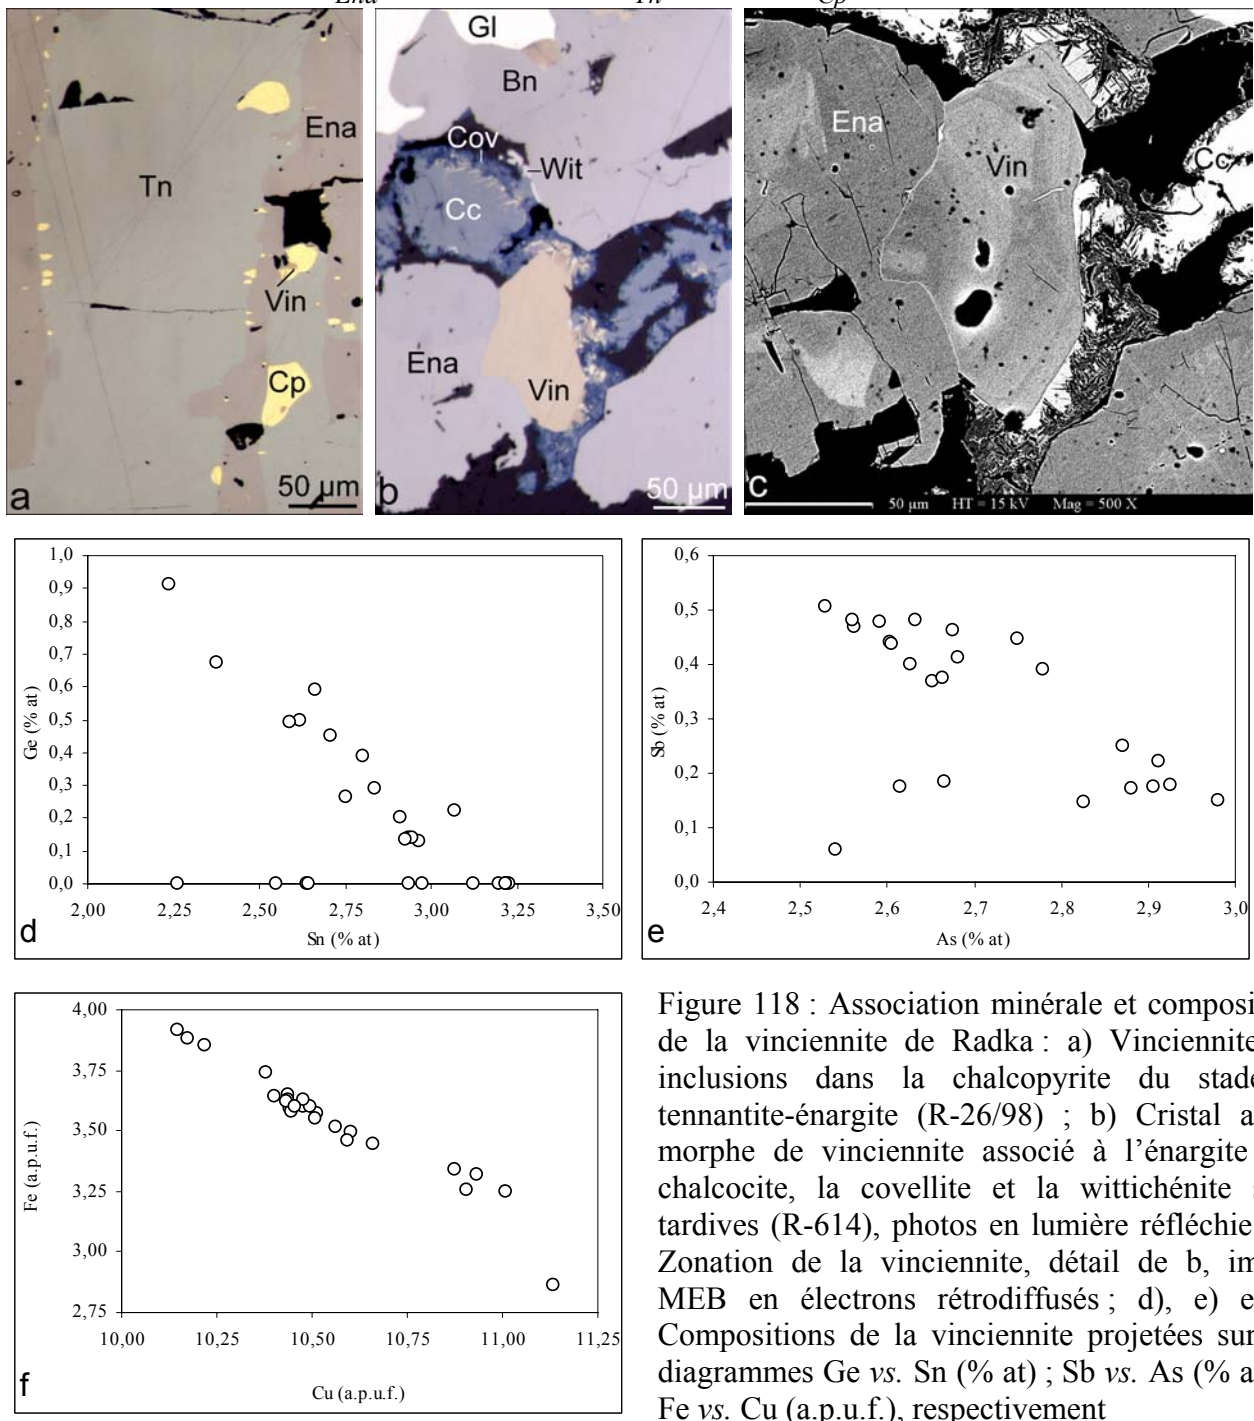 Ena Tn Cp
Gl
Bn
Ena
Cov
Wit
Ena
Vin
Tn
Cc
Cc
Vin
Ena
Cp
Vin
a
50 µm
b
50 µm
c
50 µm HT = 15 kV Mag = 500 X
1,0
0,9
0,8
0,7
0,6
0,5
0,4
0,3
0,2
0,1
0,0
Ge (% at)
2,00 2,25 2,50 2,75 3,00 3,25 3,50
Sn (% at)
d
0,6
0,5
0,4
0,3
0,2
0,1
0,0
Sb (% at)
2,4 2,5 2,6 2,7 2,8 2,9 3,0
As (% at)
e
4,00
3,75
3,50
3,25
3,00
2,75
Fe (a.p.u.f.)
10,00 10,25 10,50 10,75 11,00 11,25
Cu (a.p.u.f.)
f
Figure 118 : Association minérale et composi
de la vinciennite de Radka : a) Vinciennite
inclusions dans la chalcopyrite du stade
tennantite-énargite (R-26/98) ; b) Cristal a
morphe de vinciennite associé à l’énargite
chalcocite, la covellite et la wittichénite
tardives (R-614), photos en lumière réfléchie
Zonation de la vinciennite, détail de b, im
MEB en électrons rétrodiffusés ; d), e) e
Compositions de la vinciennite projetées sur
diagrammes Ge vs. Sn (% at) ; Sb vs. As (% a
Fe vs. Cu (a.p.u.f.), respectivement